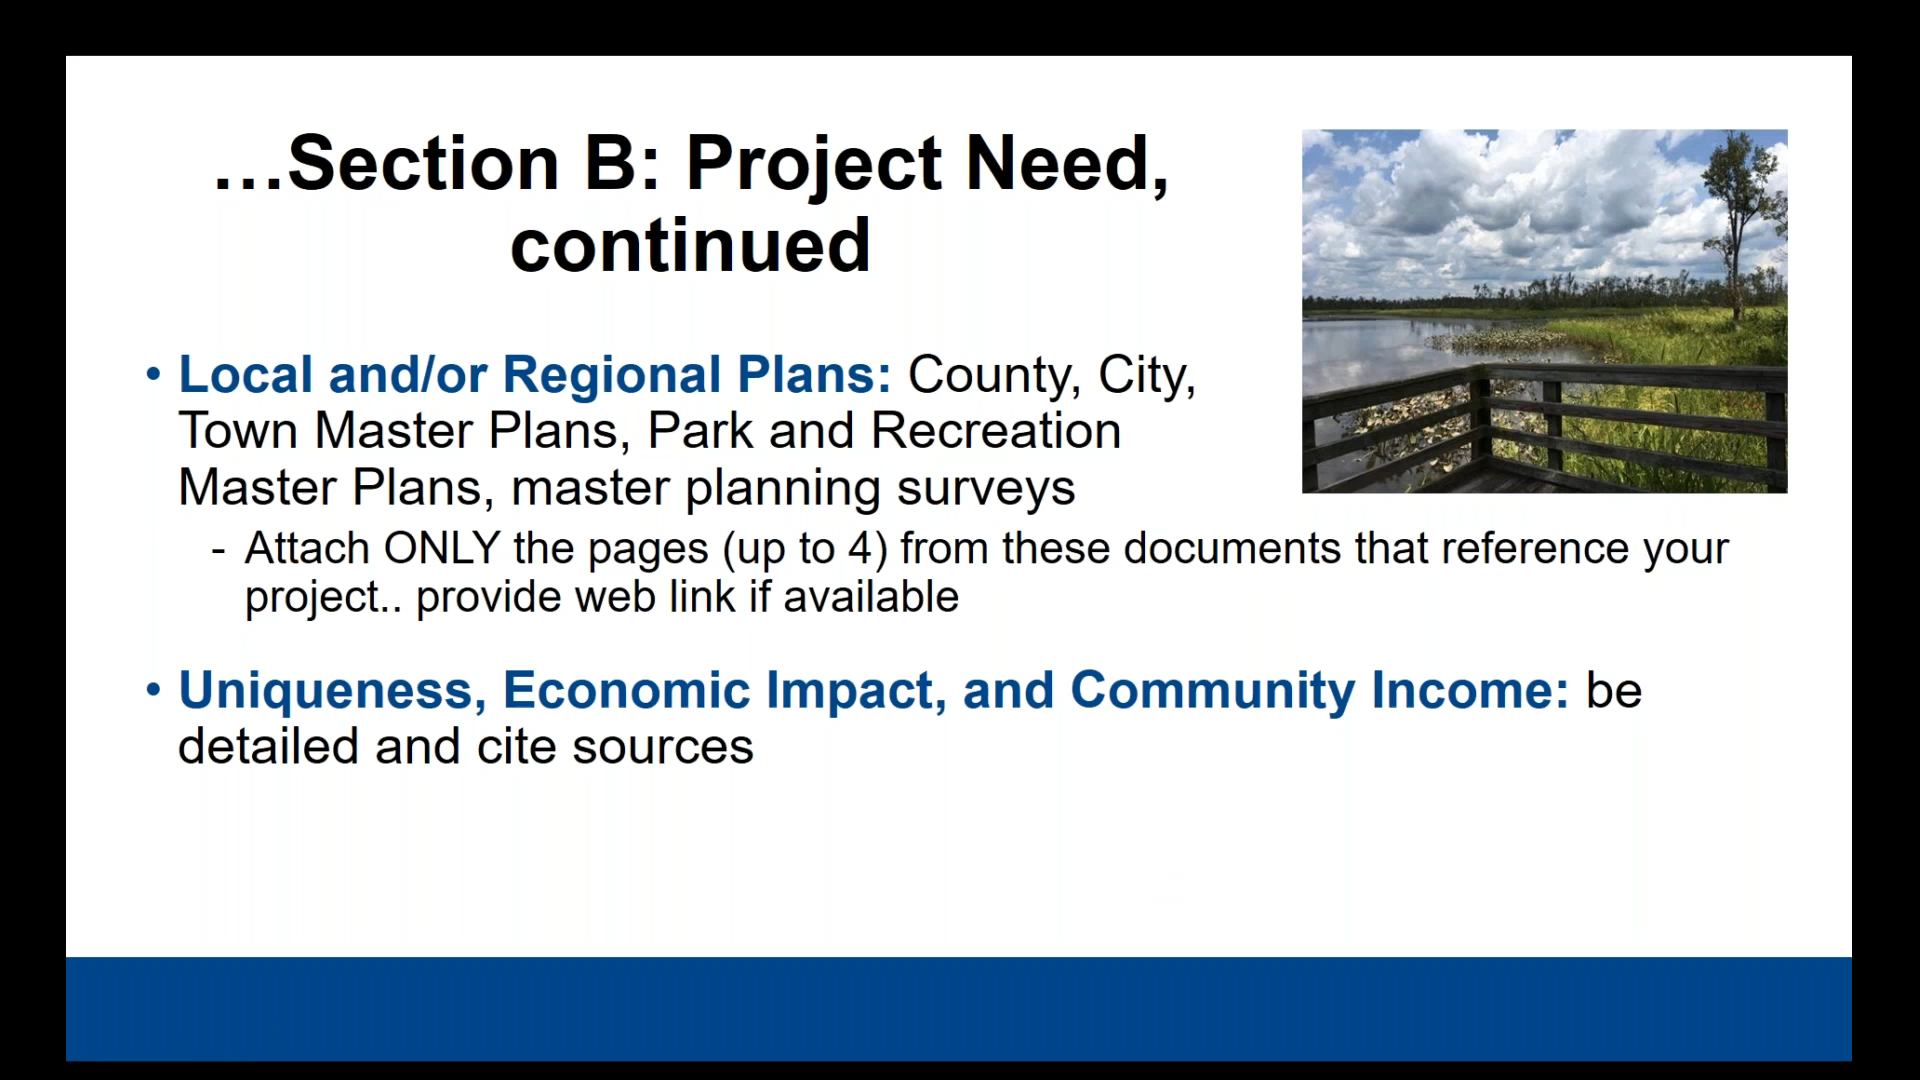 …Section B: Project Need,
continued
• Local and/or Regional Plans: County, City,
Town Master Plans, Park and Recreation
Master Plans, master planning surveys
- Attach ONLY the pages (up to 4) from these documents that reference your
project.. provide web link if available
• Uniqueness, Economic Impact, and Community Income: be
detailed and cite sources